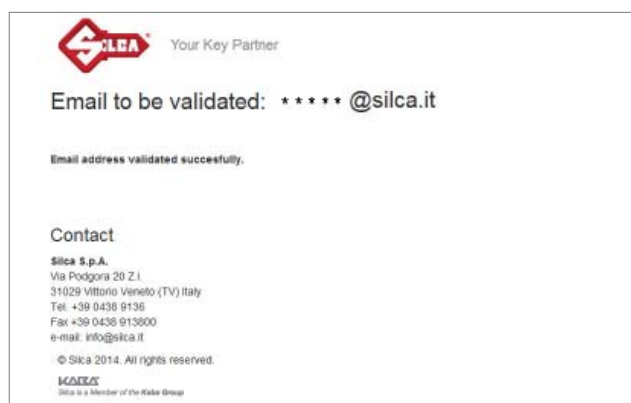 SILCA
Your Key Partner
Email to be validated: * * * * * @silca.it
Email address validated succesfully.
Contact
Silca S.p.A.
Via Podgora 20 Z.I.
31029 Vittorio Veneto (TV) Italy
Tel. +39 0438 9136
Fax +39 0438 913800
e-mail: info@silca.it
© Silca 2014. All rights reserved.
KABA
Silca is a Member of the Kaba Group